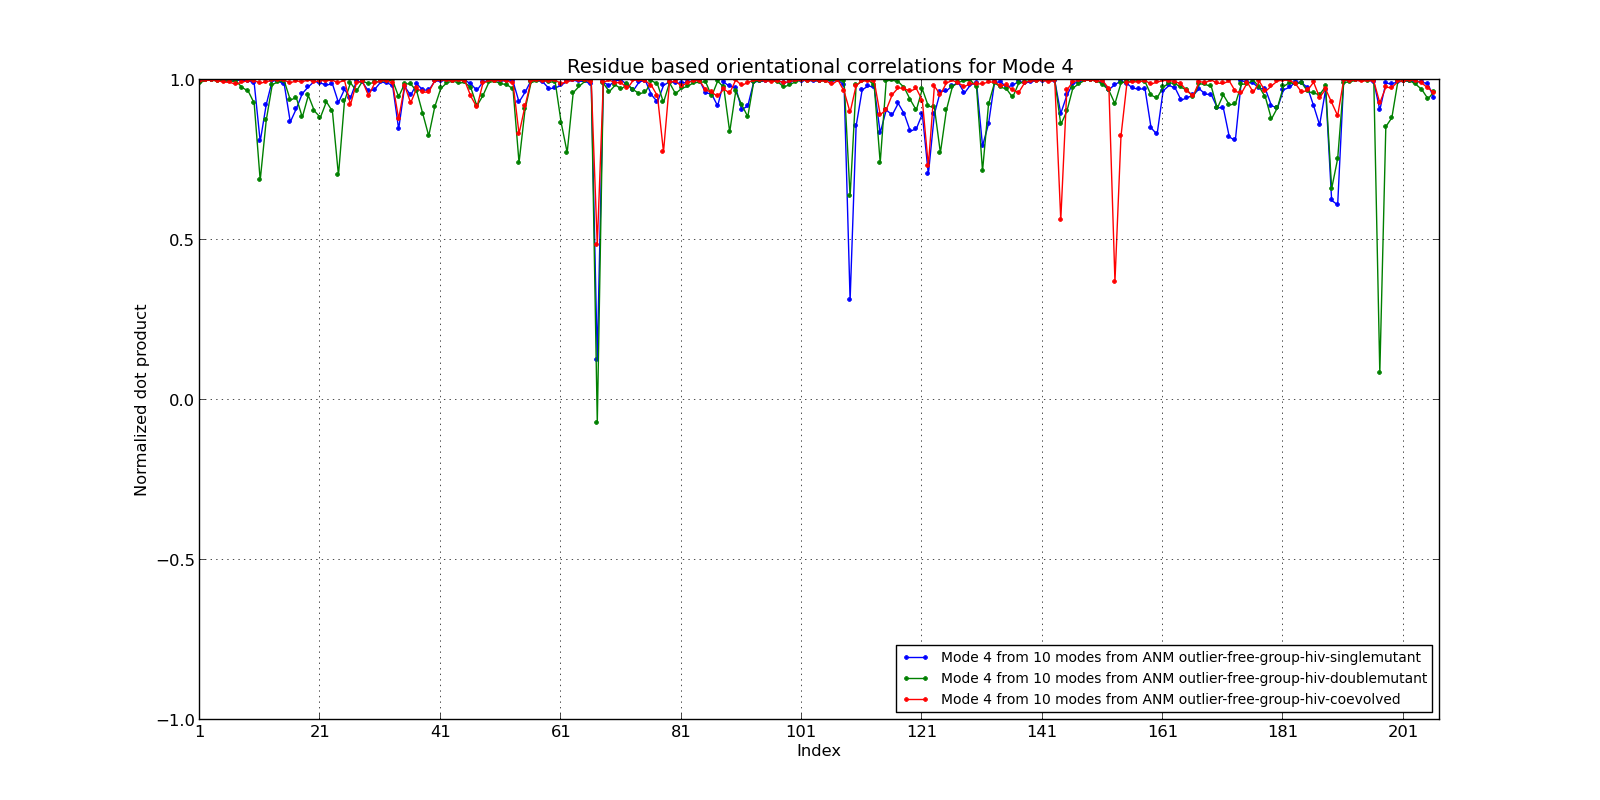 Residue based orientational correlations for Mode 4
1.0
0.5
0.0
−0.5
−1.0
Normalized dot product
Mode 4 from 10 modes from ANM outlier-free-group-hiv-singlemutant
Mode 4 from 10 modes from ANM outlier-free-group-hiv-doublemutant
Mode 4 from 10 modes from ANM outlier-free-group-hiv-coevolved
1 21 41 61 81 101 121 141 161 181 201
Index